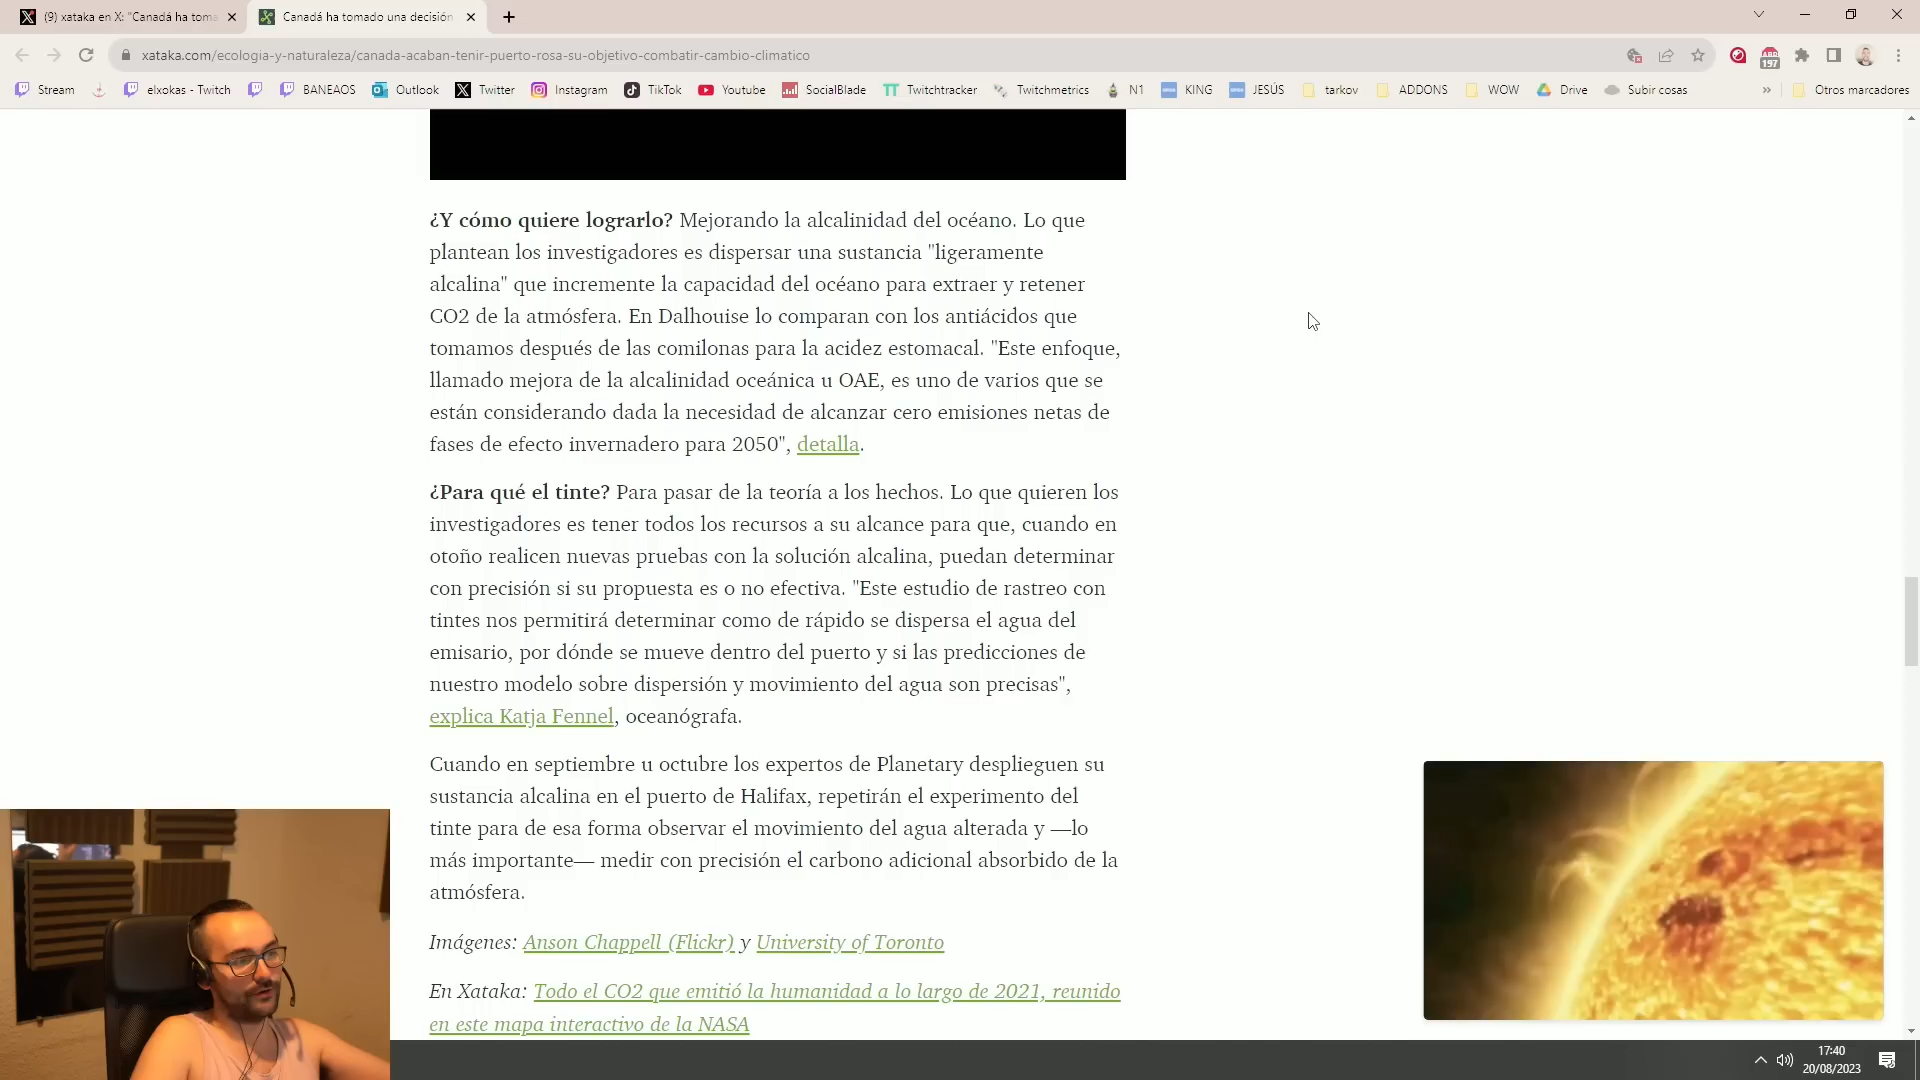 (9) xataka en X: "Canadá ha toma
Canadá ha tomado una decisión
xataka.com/ecologia-y-naturaleza/canada-acaban-tenir-puerto-rosa-su-objetivo-combatir-cambio-climatico
ABP
197
Stream
elxokas - Twitch
BANEAOS
Outlook
Twitter
Instagram
TikTok
Youtube
SocialBlade
Twitchtracker
Twitchmetrics
N1
KING
JESÚS
tarkov
ADDONS
WOW
Drive
Subir cosas
»
Otros marcadores
¿Y cómo quiere lograrlo? Mejorando la alcalinidad del océano. Lo que
plantean los investigadores es dispersar una sustancia "ligeramente
alcalina" que incremente la capacidad del océano para extraer y retener
CO2 de la atmósfera. En Dalhouise lo comparan con los antiácidos que
tomamos después de las comilonas para la acidez estomacal. "Este enfoque,
llamado mejora de la alcalinidad oceánica u OAE, es uno de varios que se
están considerando dada la necesidad de alcanzar cero emisiones netas de
fases de efecto invernadero para 2050", detalla.
¿Para qué el tinte? Para pasar de la teoría a los hechos. Lo que quieren los
investigadores es tener todos los recursos a su alcance para que, cuando en
otoño realicen nuevas pruebas con la solución alcalina, puedan determinar
con precisión si su propuesta es o no efectiva. "Este estudio de rastreo con
tintes nos permitirá determinar como de rápido se dispersa el agua del
emisario, por dónde se mueve dentro del puerto y si las predicciones de
nuestro modelo sobre dispersión y movimiento del agua son precisas",
explica Katja Fennel, oceanógrafa.
Cuando en septiembre u octubre los expertos de Planetary desplieguen su
sustancia alcalina en el puerto de Halifax, repetirán el experimento del
tinte para de esa forma observar el movimiento del agua alterada y —lo
más importante— medir con precisión el carbono adicional absorbido de la
atmósfera.
Imágenes: Anson Chappell (Flickr) y University of Toronto
En Xataka: Todo el CO2 que emitió la humanidad a lo largo de 2021, reunido
en este mapa interactivo de la NASA
17:40
20/08/2023